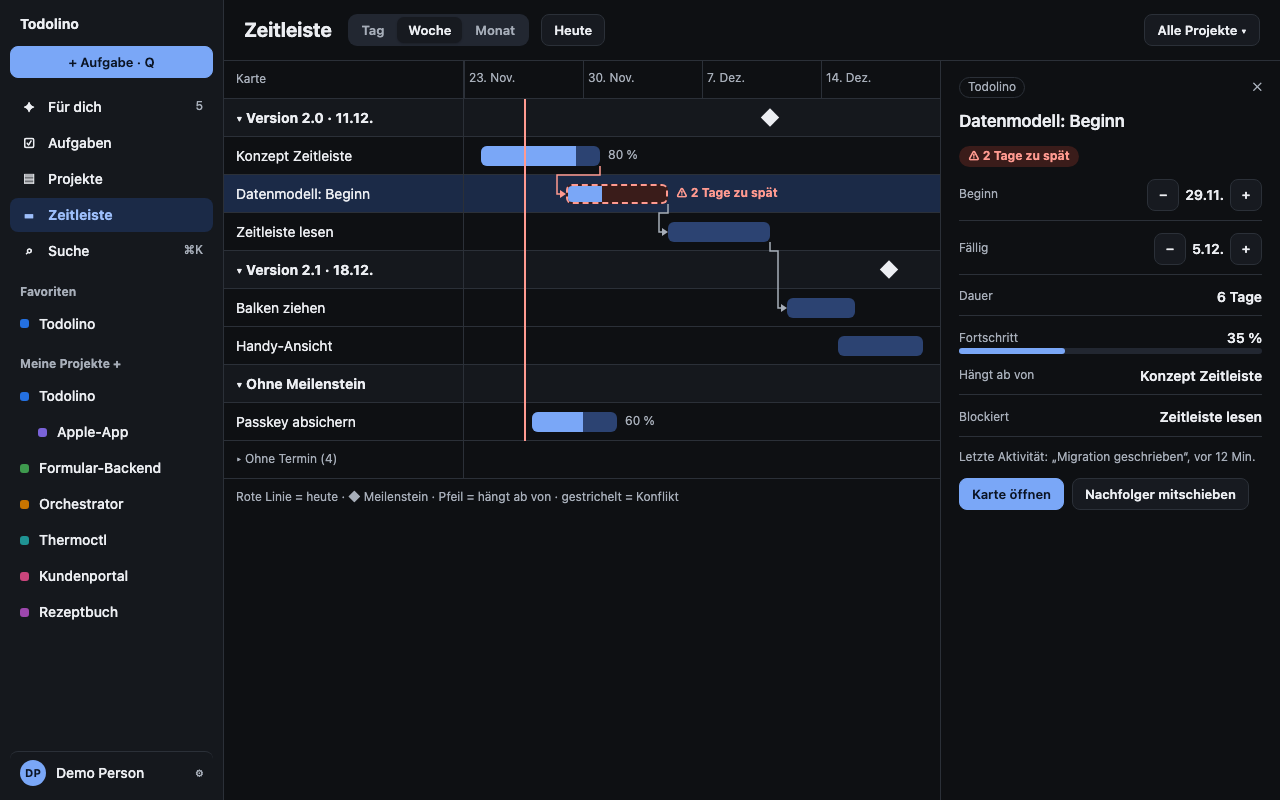 Todolino
+ Aufgabe · Q
Für dich 5
Aufgaben
Projekte
Zeitleiste
Suche ⌘K
Favoriten
Todolino
Meine Projekte +
Todolino
Apple-App
Formular-Backend
Orchestrator
Thermoctl
Kundenportal
Rezeptbuch
DP Demo Person
Zeitleiste Tag Woche Monat Heute Alle Projekte ▾
Karte 23. Nov. 30. Nov. 7. Dez. 14. Dez.
▾ Version 2.0 · 11.12.
Konzept Zeitleiste 80 %
Datenmodell: Beginn ⚠ 2 Tage zu spät
Zeitleiste lesen
▾ Version 2.1 · 18.12.
Balken ziehen
Handy-Ansicht
▾ Ohne Meilenstein
Passkey absichern 60 %
▸ Ohne Termin (4)
Rote Linie = heute · ◆ Meilenstein · Pfeil = hängt ab von · gestrichelt = Konflikt
Todolino ✕
Datenmodell: Beginn
⚠ 2 Tage zu spät
Beginn − 29.11. +
Fällig − 5.12. +
Dauer 6 Tage
Fortschritt 35 %
Hängt ab von Konzept Zeitleiste
Blockiert Zeitleiste lesen
Letzte Aktivität: „Migration geschrieben“, vor 12 Min.
Karte öffnen Nachfolger mitschieben